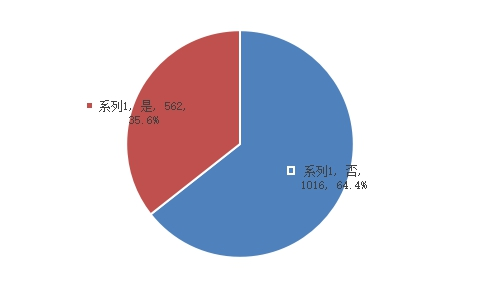 系列1, 是, 562,
35.6%
系列1, 否,
1016, 64.4%